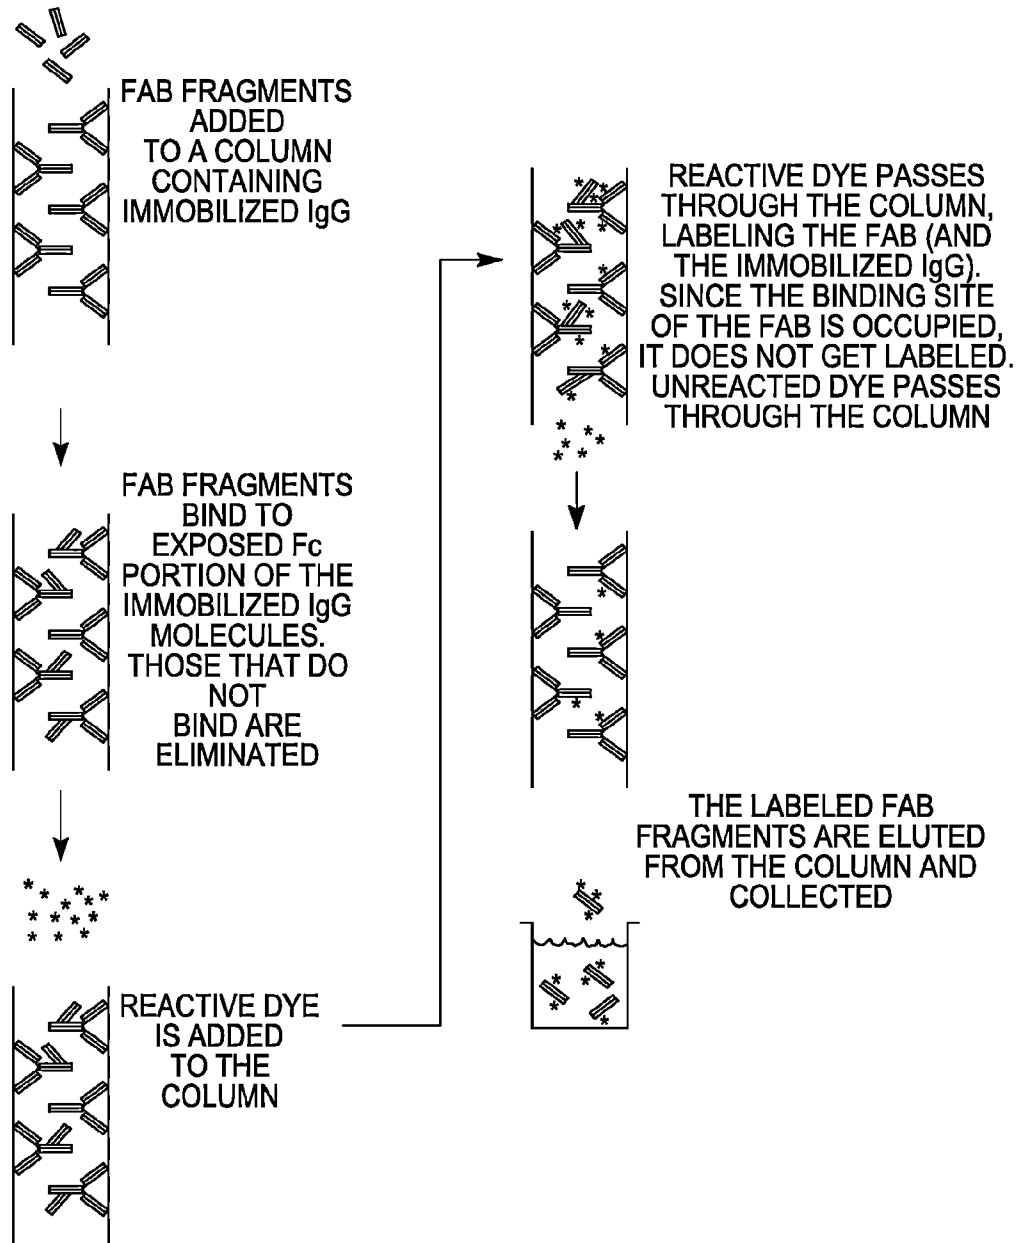 FAB FRAGMENTS
ADDED
TO A COLUMN
CONTAINING
IMMOBILIZED IgG
FAB FRAGMENTS
BIND TO
EXPOSED Fc
PORTION OF THE
IMMOBILIZED IgG
MOLECULES.
THOSE THAT DO
NOT
BIND ARE
ELIMINATED
REACTIVE DYE
IS ADDED
TO THE
COLUMN
REACTIVE DYE PASSES
THROUGH THE COLUMN,
LABELING THE FAB (AND
THE IMMOBILIZED IgG).
SINCE THE BINDING SITE
OF THE FAB IS OCCUPIED,
IT DOES NOT GET LABELED.
UNREACTED DYE PASSES
THROUGH THE COLUMN
THE LABELED FAB
FRAGMENTS ARE ELUTED
FROM THE COLUMN AND
COLLECTED